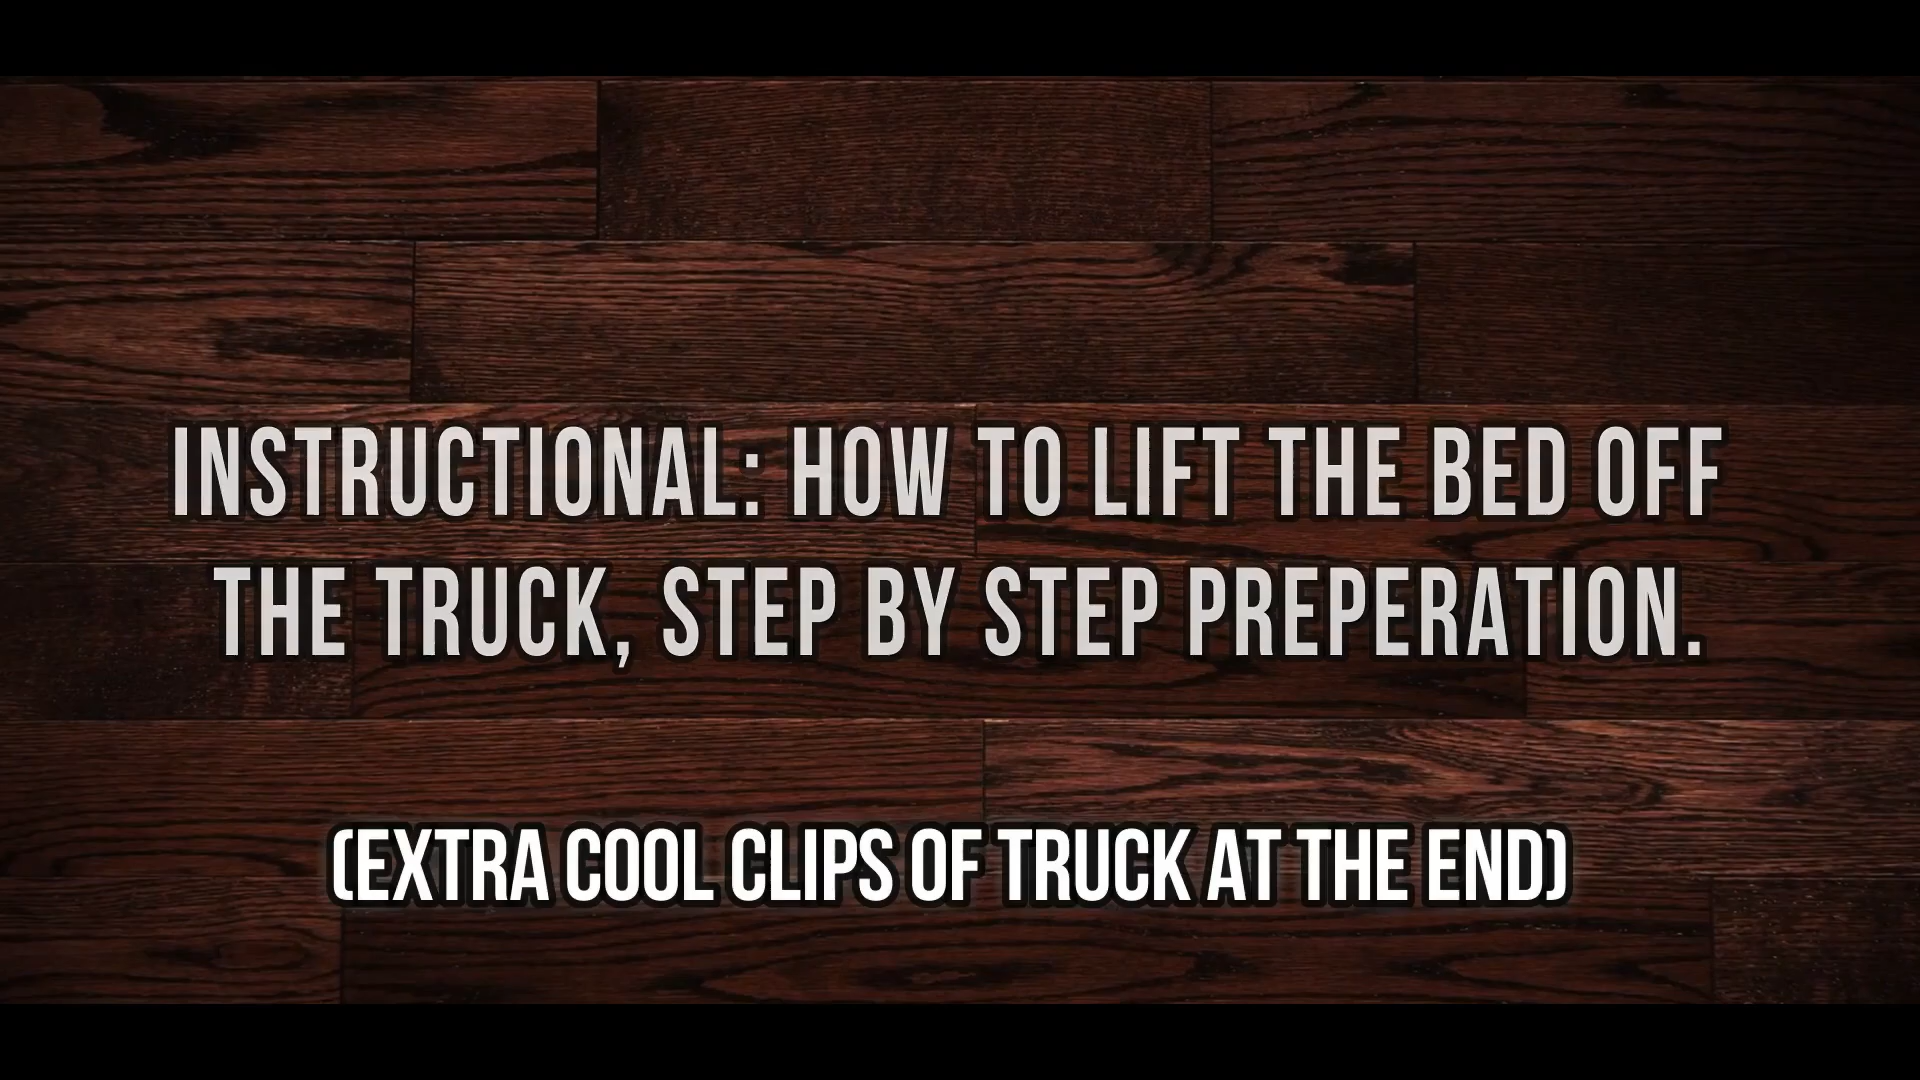 INSTRUCTIONAL: HOW TO LIFT THE BED OFF
THE TRUCK, STEP BY STEP PREPERATION.
(EXTRA COOL CLIPS OF TRUCK AT THE END)